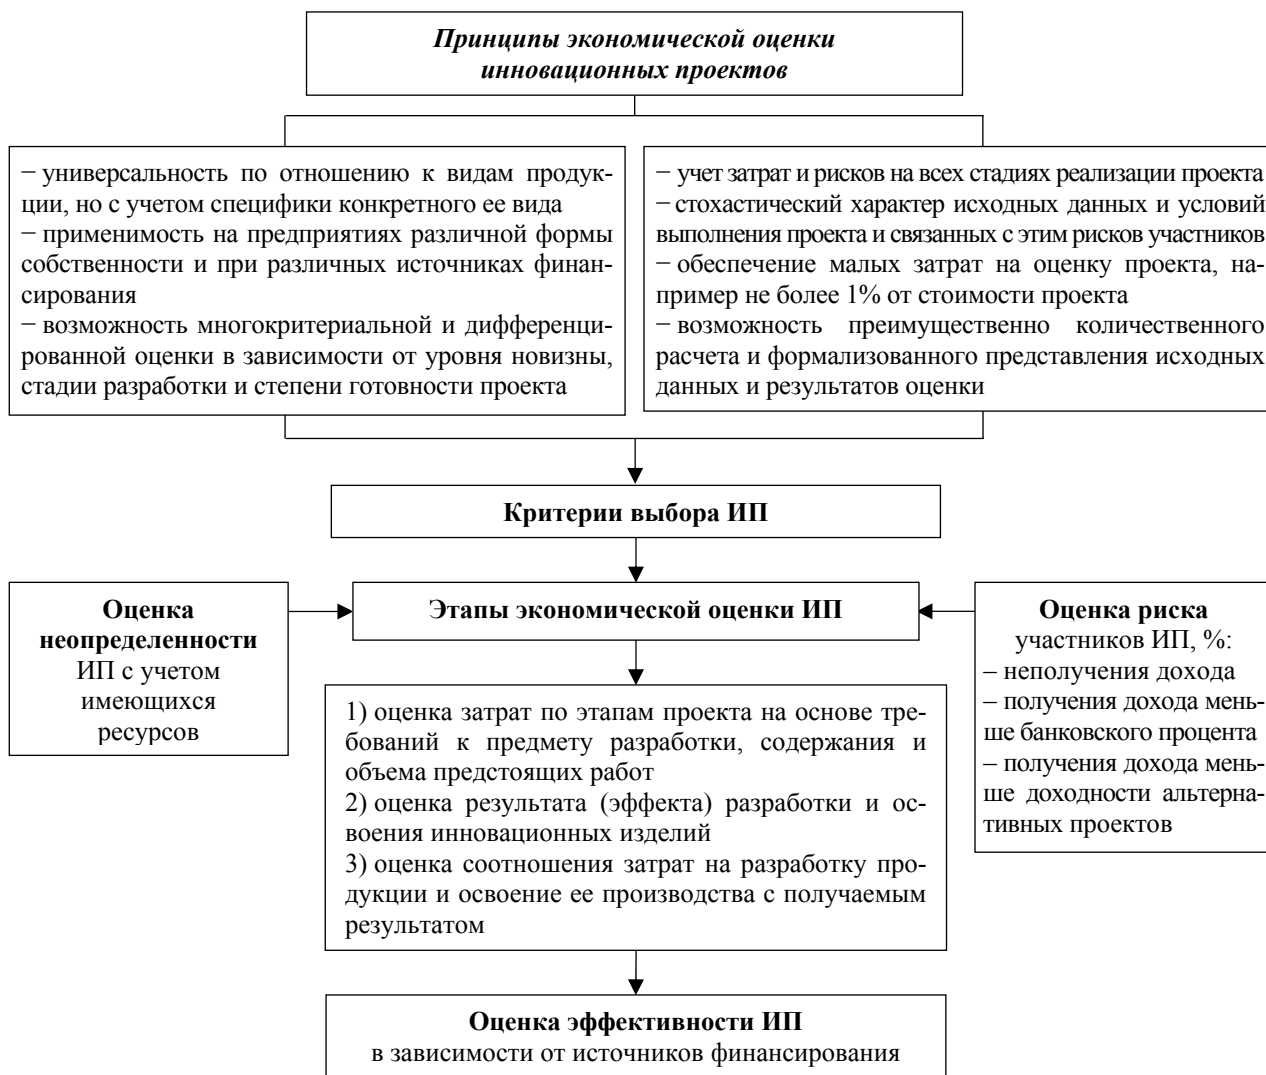 Принципы экономической оценки
инновационных проектов
− универсальность по отношению к видам продук-
ции, но с учетом специфики конкретного ее вида
− применимость на предприятиях различной формы
собственности и при различных источниках финан-
сирования
− возможность многокритериальной и дифференци-
рованной оценки в зависимости от уровня новизны,
стадии разработки и степени готовности проекта
− учет затрат и рисков на всех стадиях реализации проекта
− стохастический характер исходных данных и условий
выполнения проекта и связанных с этим рисков участников
− обеспечение малых затрат на оценку проекта, на-
пример не более 1% от стоимости проекта
− возможность преимущественно количественного
расчета и формализованного представления исходных
данных и результатов оценки
Критерии выбора ИП
Оценка
неопределенности
ИП с учетом
имеющихся
ресурсов
Этапы экономической оценки ИП
Оценка риска
участников ИП, %:
– неполучения дохода
– получения дохода мень-
ше банковского процента
– получения дохода мень-
ше доходности альтерна-
тивных проектов
1) оценка затрат по этапам проекта на основе тре-
бований к предмету разработки, содержания и
объема предстоящих работ
2) оценка результата (эффекта) разработки и ос-
воения инновационных изделий
3) оценка соотношения затрат на разработку про-
дукции и освоение ее производства с получаемым
результатом
Оценка эффективности ИП
в зависимости от источников финансирования